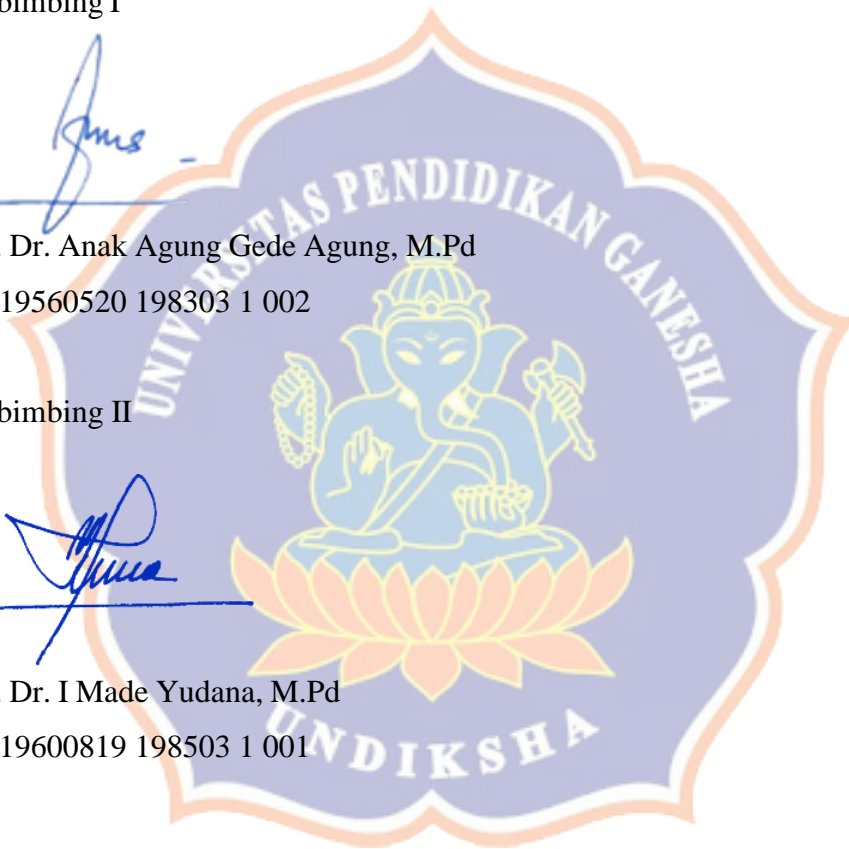 bimbing I
. Dr. Anak Agung Gede Agung, M.Pd
19560520 198303 1 002
bimbing II
. Dr. I Made Yudana, M.Pd
19600819 198503 1 001
UNIVERSITAS PENDIDIKAN GANESHA
UNDIKSHA